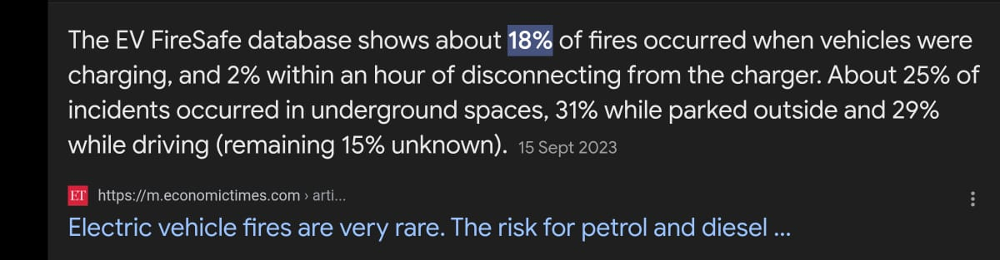 The EV FireSafe database shows about 18% of fires occurred when vehicles were
charging, and 2% within an hour of disconnecting from the charger. About 25% of
incidents occurred in underground spaces, 31% while parked outside and 29%
while driving (remaining 15% unknown). 15 Sept 2023
ET https://m.economictimes.com › arti...
Electric vehicle fires are very rare. The risk for petrol and diesel ...